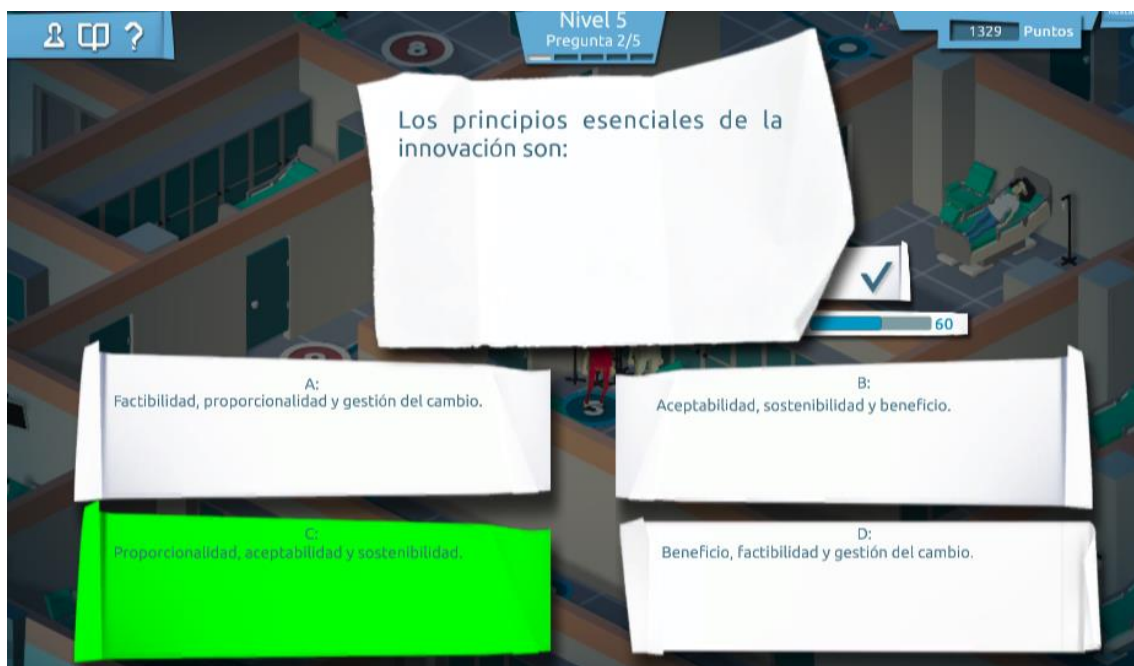 Nivel 5
Pregunta 2/5
1329 Puntos
Los principios esenciales de la
innovación son:
60
A:
Factibilidad, proporcionalidad y gestión del cambio.
B:
Aceptabilidad, sostenibilidad y beneficio.
C:
Proporcionalidad, aceptabilidad y sostenibilidad.
D:
Beneficio, factibilidad y gestión del cambio.